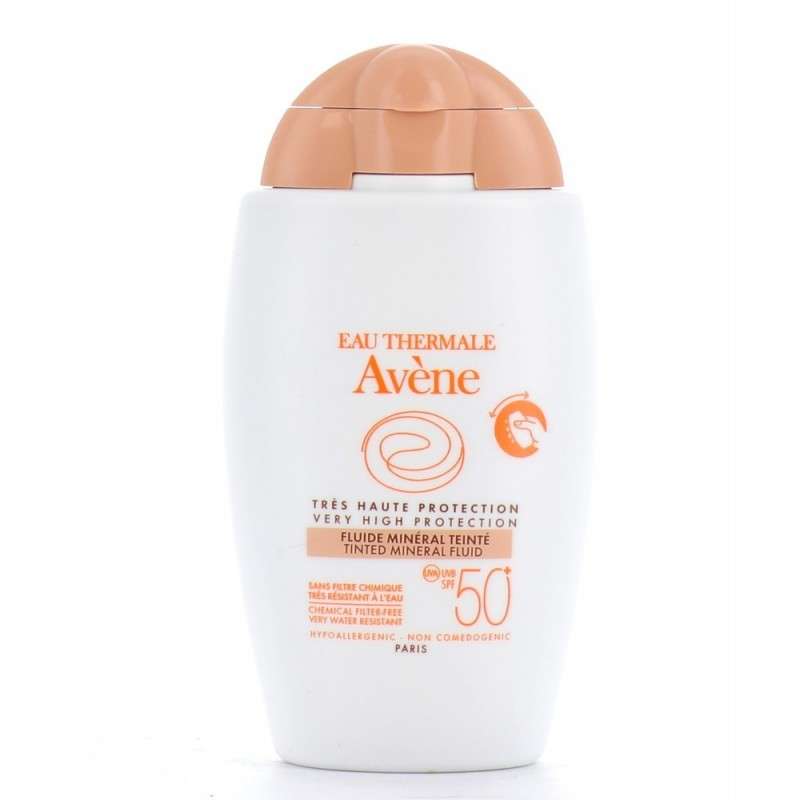 EAU THERMALE
Avène
TRÈS HAUTE PROTECTION
VERY HIGH PROTECTION
FLUIDE MINÉRAL TEINTÉ
TINTED MINERAL FLUID
SANS FILTRE CHIMIQUE
TRÈS RÉSISTANT À L'EAU
CHEMICAL FILTER-FREE
VERY WATER RESISTANT
UVA UVB
SPF 50+
HYPOALLERGENIC - NON COMEDOGENIC
PARIS